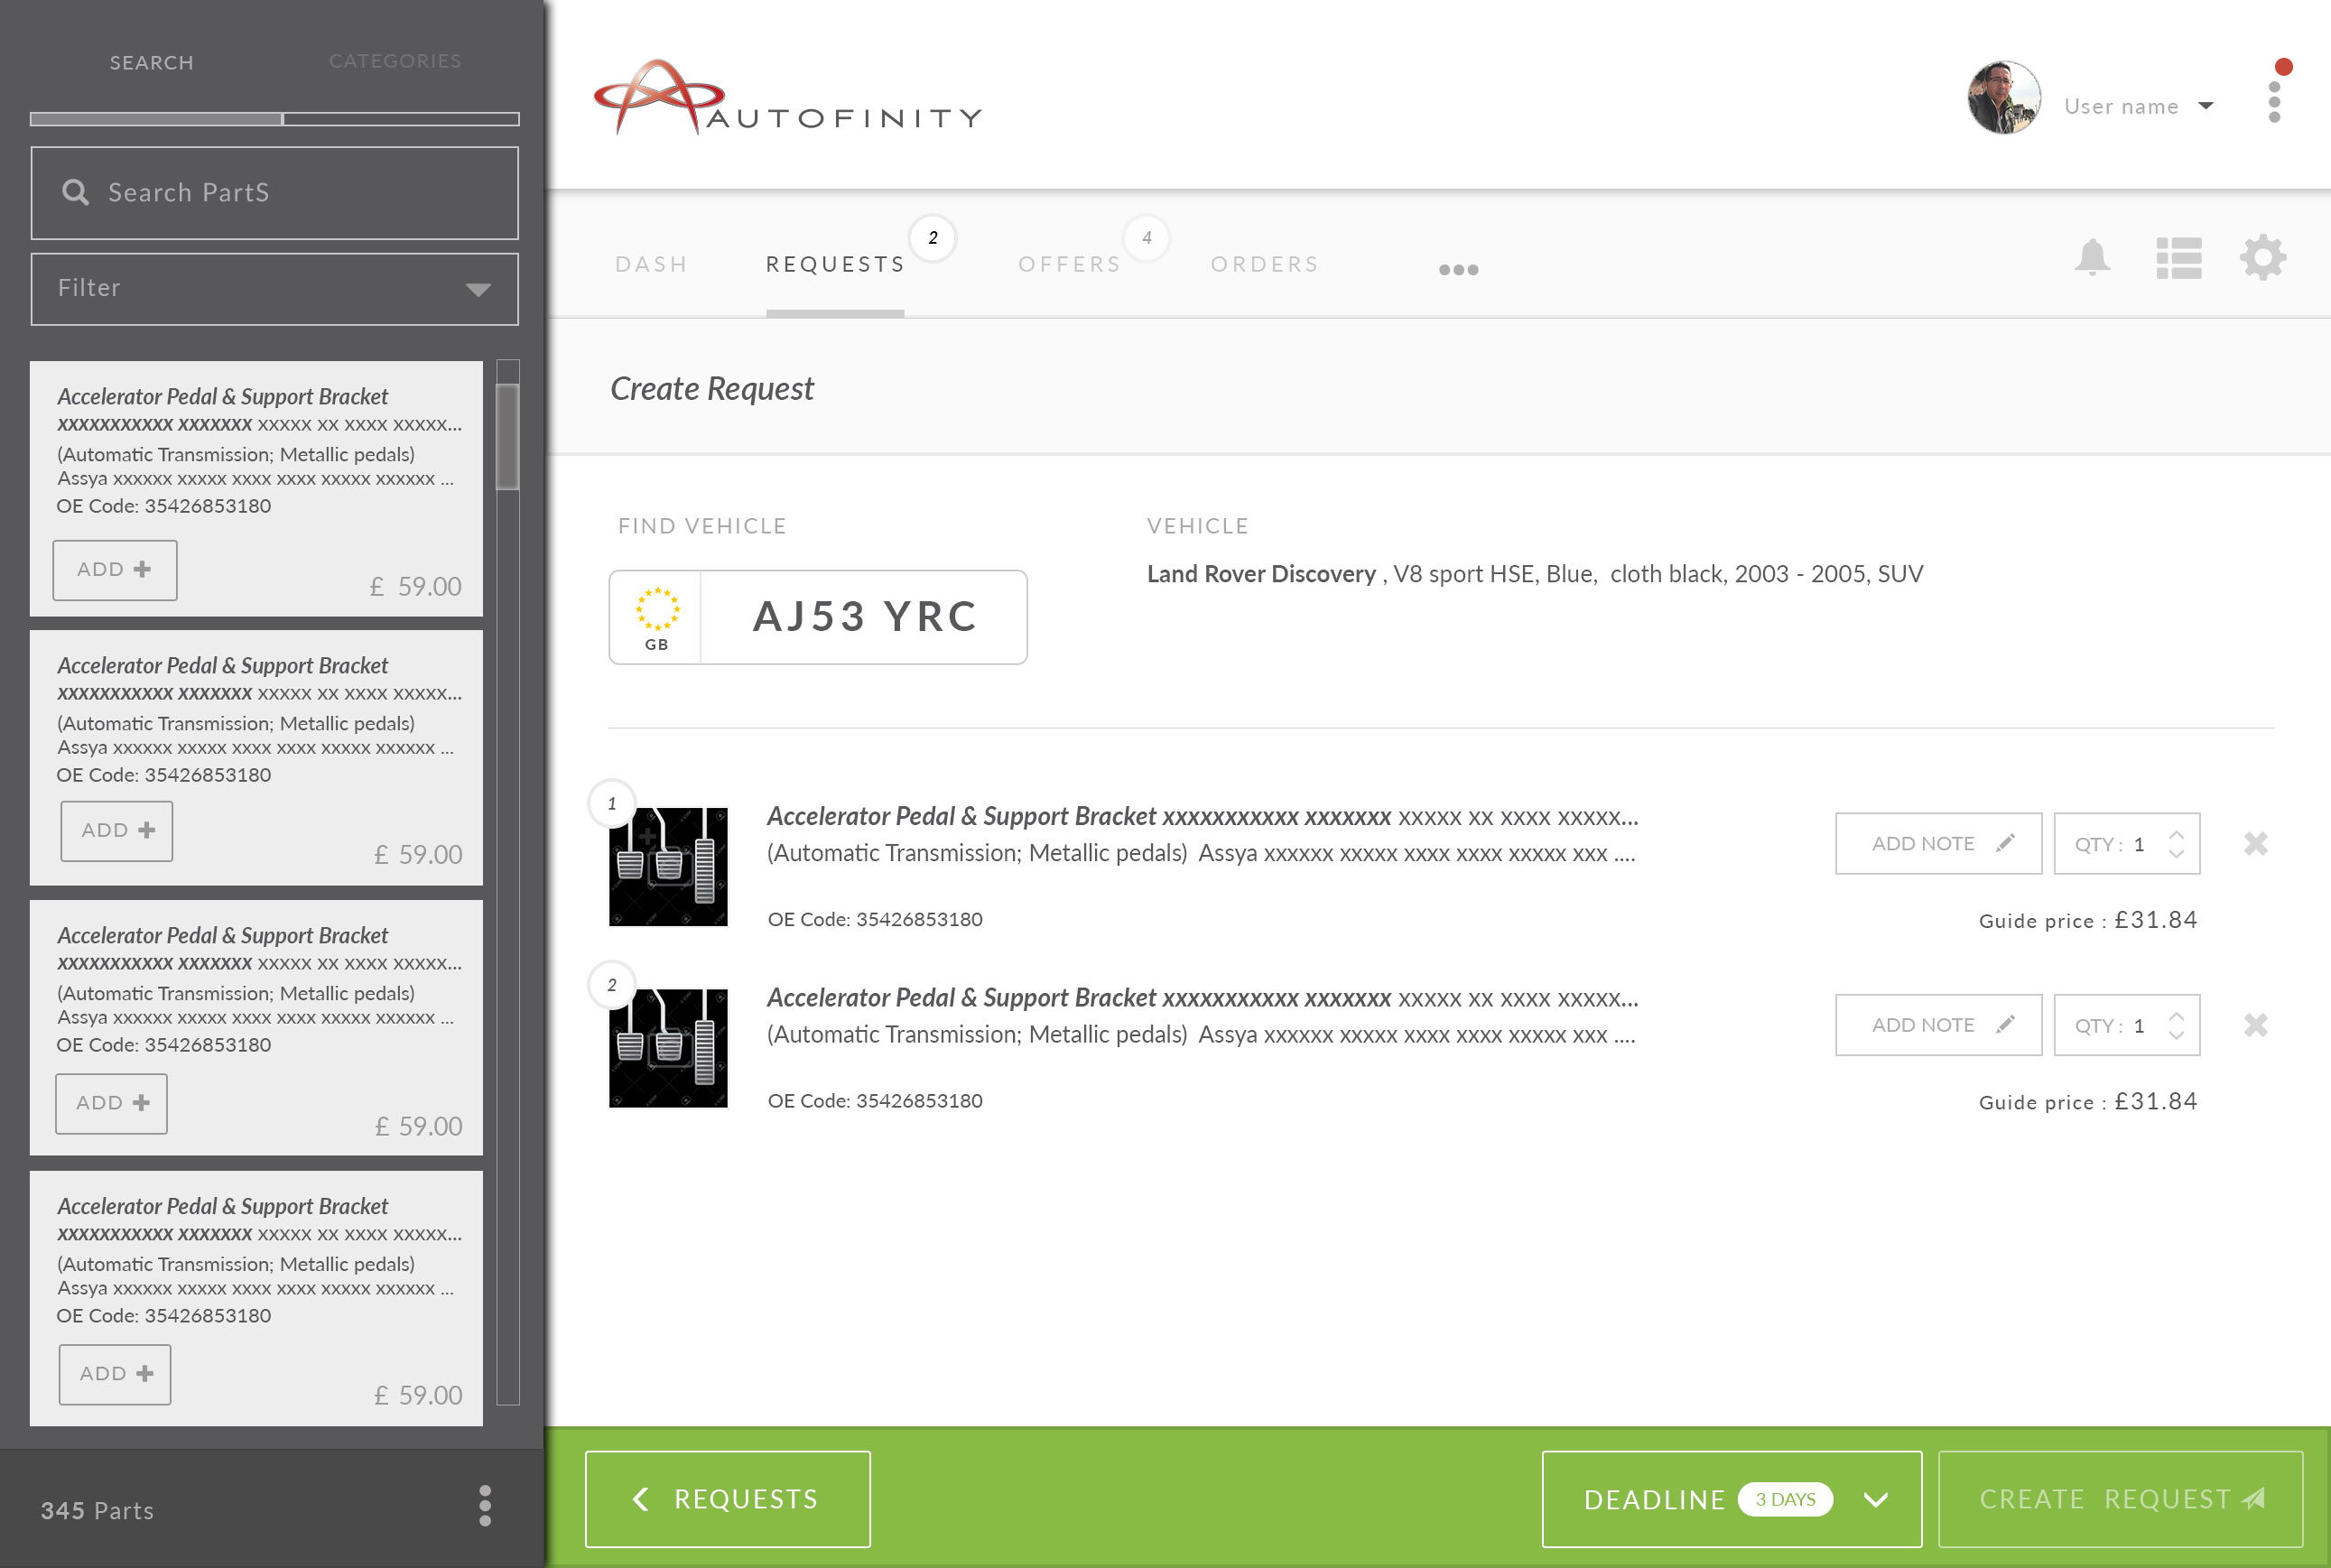 SEARCH CATEGORIES
Search PartS
Filter
Accelerator Pedal & Support Bracket
xxxxxxxxxxx xxxxxxx xxxxx xx xxxx xxxxx...
(Automatic Transmission; Metallic pedals)
Assya xxxxxx xxxxx xxxx xxxx xxxxx xxxxxx ...
OE Code: 35426853180
ADD
£ 59.00
Accelerator Pedal & Support Bracket
xxxxxxxxxxx xxxxxxx xxxxx xx xxxx xxxxx...
(Automatic Transmission; Metallic pedals)
Assya xxxxxx xxxxx xxxx xxxx xxxxx xxxxxx ...
OE Code: 35426853180
ADD
£ 59.00
Accelerator Pedal & Support Bracket
xxxxxxxxxxx xxxxxxx xxxxx xx xxxx xxxxx...
(Automatic Transmission; Metallic pedals)
Assya xxxxxx xxxxx xxxx xxxx xxxxx xxxxxx ...
OE Code: 35426853180
ADD
£ 59.00
Accelerator Pedal & Support Bracket
xxxxxxxxxxx xxxxxxx xxxxx xx xxxx xxxxx...
(Automatic Transmission; Metallic pedals)
Assya xxxxxx xxxxx xxxx xxxx xxxxx xxxxxx ...
OE Code: 35426853180
ADD
£ 59.00
345 Parts
AUTOFINITY
User name
DASH REQUESTS 2 OFFERS 4 ORDERS
Create Request
FIND VEHICLE
GB
AJ53 YRC
VEHICLE
Land Rover Discovery , V8 sport HSE, Blue, cloth black, 2003 - 2005, SUV
1
Accelerator Pedal & Support Bracket xxxxxxxxxxx xxxxxxx xxxxx xx xxxx xxxxx...
(Automatic Transmission; Metallic pedals) Assya xxxxxx xxxxx xxxx xxxx xxxxx xxx ....
OE Code: 35426853180
ADD NOTE
QTY : 1
Guide price : £31.84
2
Accelerator Pedal & Support Bracket xxxxxxxxxxx xxxxxxx xxxxx xx xxxx xxxxx...
(Automatic Transmission; Metallic pedals) Assya xxxxxx xxxxx xxxx xxxx xxxxx xxx ....
OE Code: 35426853180
ADD NOTE
QTY : 1
Guide price : £31.84
REQUESTS
DEADLINE 3 DAYS
CREATE REQUEST